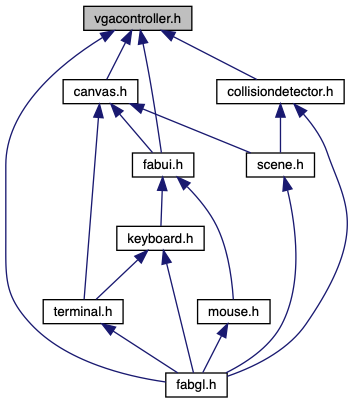 vgacontroller.h
canvas.h
collisiondetector.h
fabui.h
scene.h
keyboard.h
terminal.h
mouse.h
fabgl.h